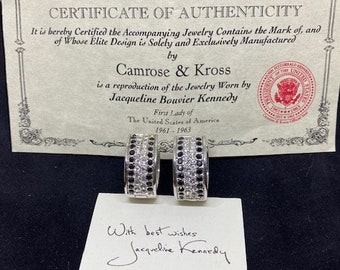 CERTIFICATE OF AUTHENTICITY
It is hereby Certified the Accompanying Jewelry Contains the Mark of, and
of Whose Elite Design is Solely and Exclusively Manufactured
by
Camrose & Kross
is a reproduction of the Jewelry Worn by
Jacqueline Bouvier Kennedy
First Lady of
The United States of America
1961 - 1963
With best wishes
Jacqueline Kennedy